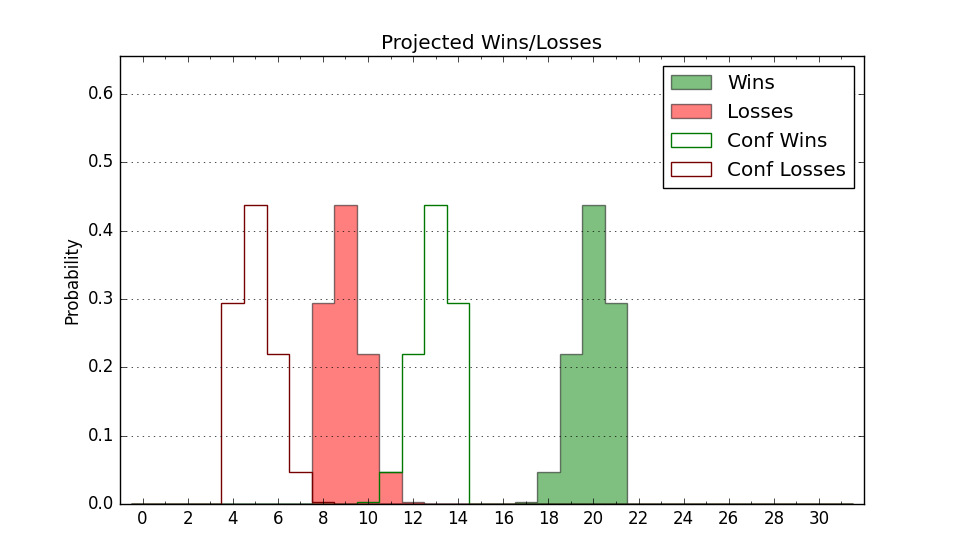 Projected Wins/Losses
Wins
Losses
Conf Wins
Conf Losses
Probability
0.6
0.5
0.4
0.3
0.2
0.1
0.0
0 2 4 6 8 10 12 14 16 18 20 22 24 26 28 30